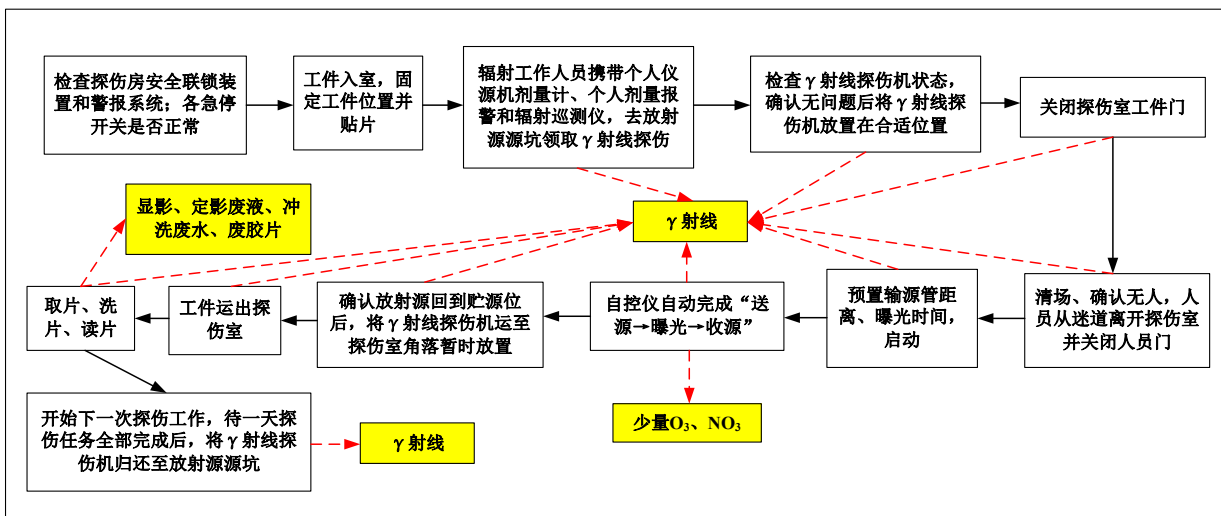 检查探伤房安全联锁装
置和警报系统；各急停
开关是否正常
工件入室，固
定工件位置并
贴片
辐射工作人员携带个人仪
源机剂量计、个人剂量报
警和辐射巡测仪，去放射
源源坑领取γ射线探伤
检查γ射线探伤机状态，
确认无问题后将γ射线探
伤机放置在合适位置
关闭探伤室工件门
显影、定影废液、冲
洗废水、废胶片
γ射线
取片、洗
片、读片
工件运出探
伤室
确认放射源回到贮源位
后，将γ射线探伤机运至
探伤室角落暂时放置
自控仪自动完成“送
源→曝光→收源”
预置输源管距
离、曝光时间，
启动
清场、确认无人，人
员从迷道离开探伤室
并关闭人员门
开始下一次探伤工作，待一天探
伤任务全部完成后，将γ射线探
伤机归还至放射源源坑
γ射线
少量O₃、NO₃